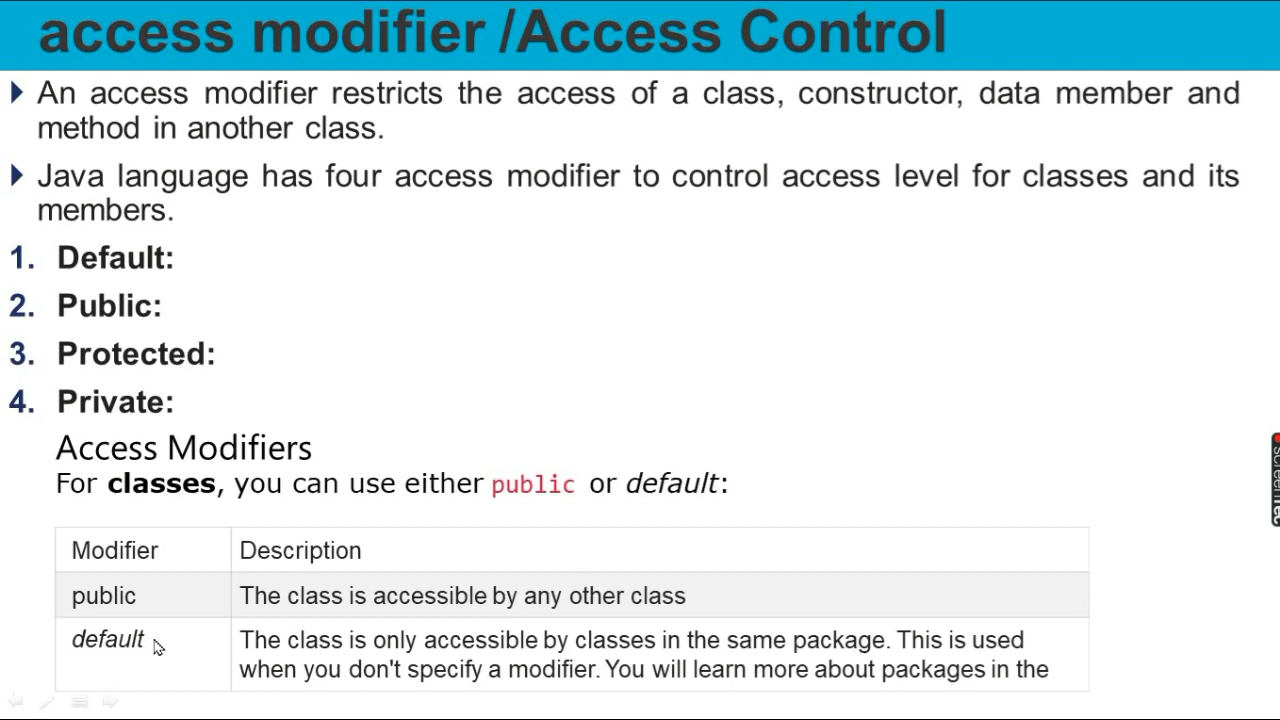 access modifier /Access Control
An access modifier restricts the access of a class, constructor, data member and
method in another class.
Java language has four access modifier to control access level for classes and its
members.
1. Default:
2. Public:
3. Protected:
4. Private:
Access Modifiers
For classes, you can use either public or default:
Modifier Description
public The class is accessible by any other class
default The class is only accessible by classes in the same package. This is used
when you don't specify a modifier. You will learn more about packages in the